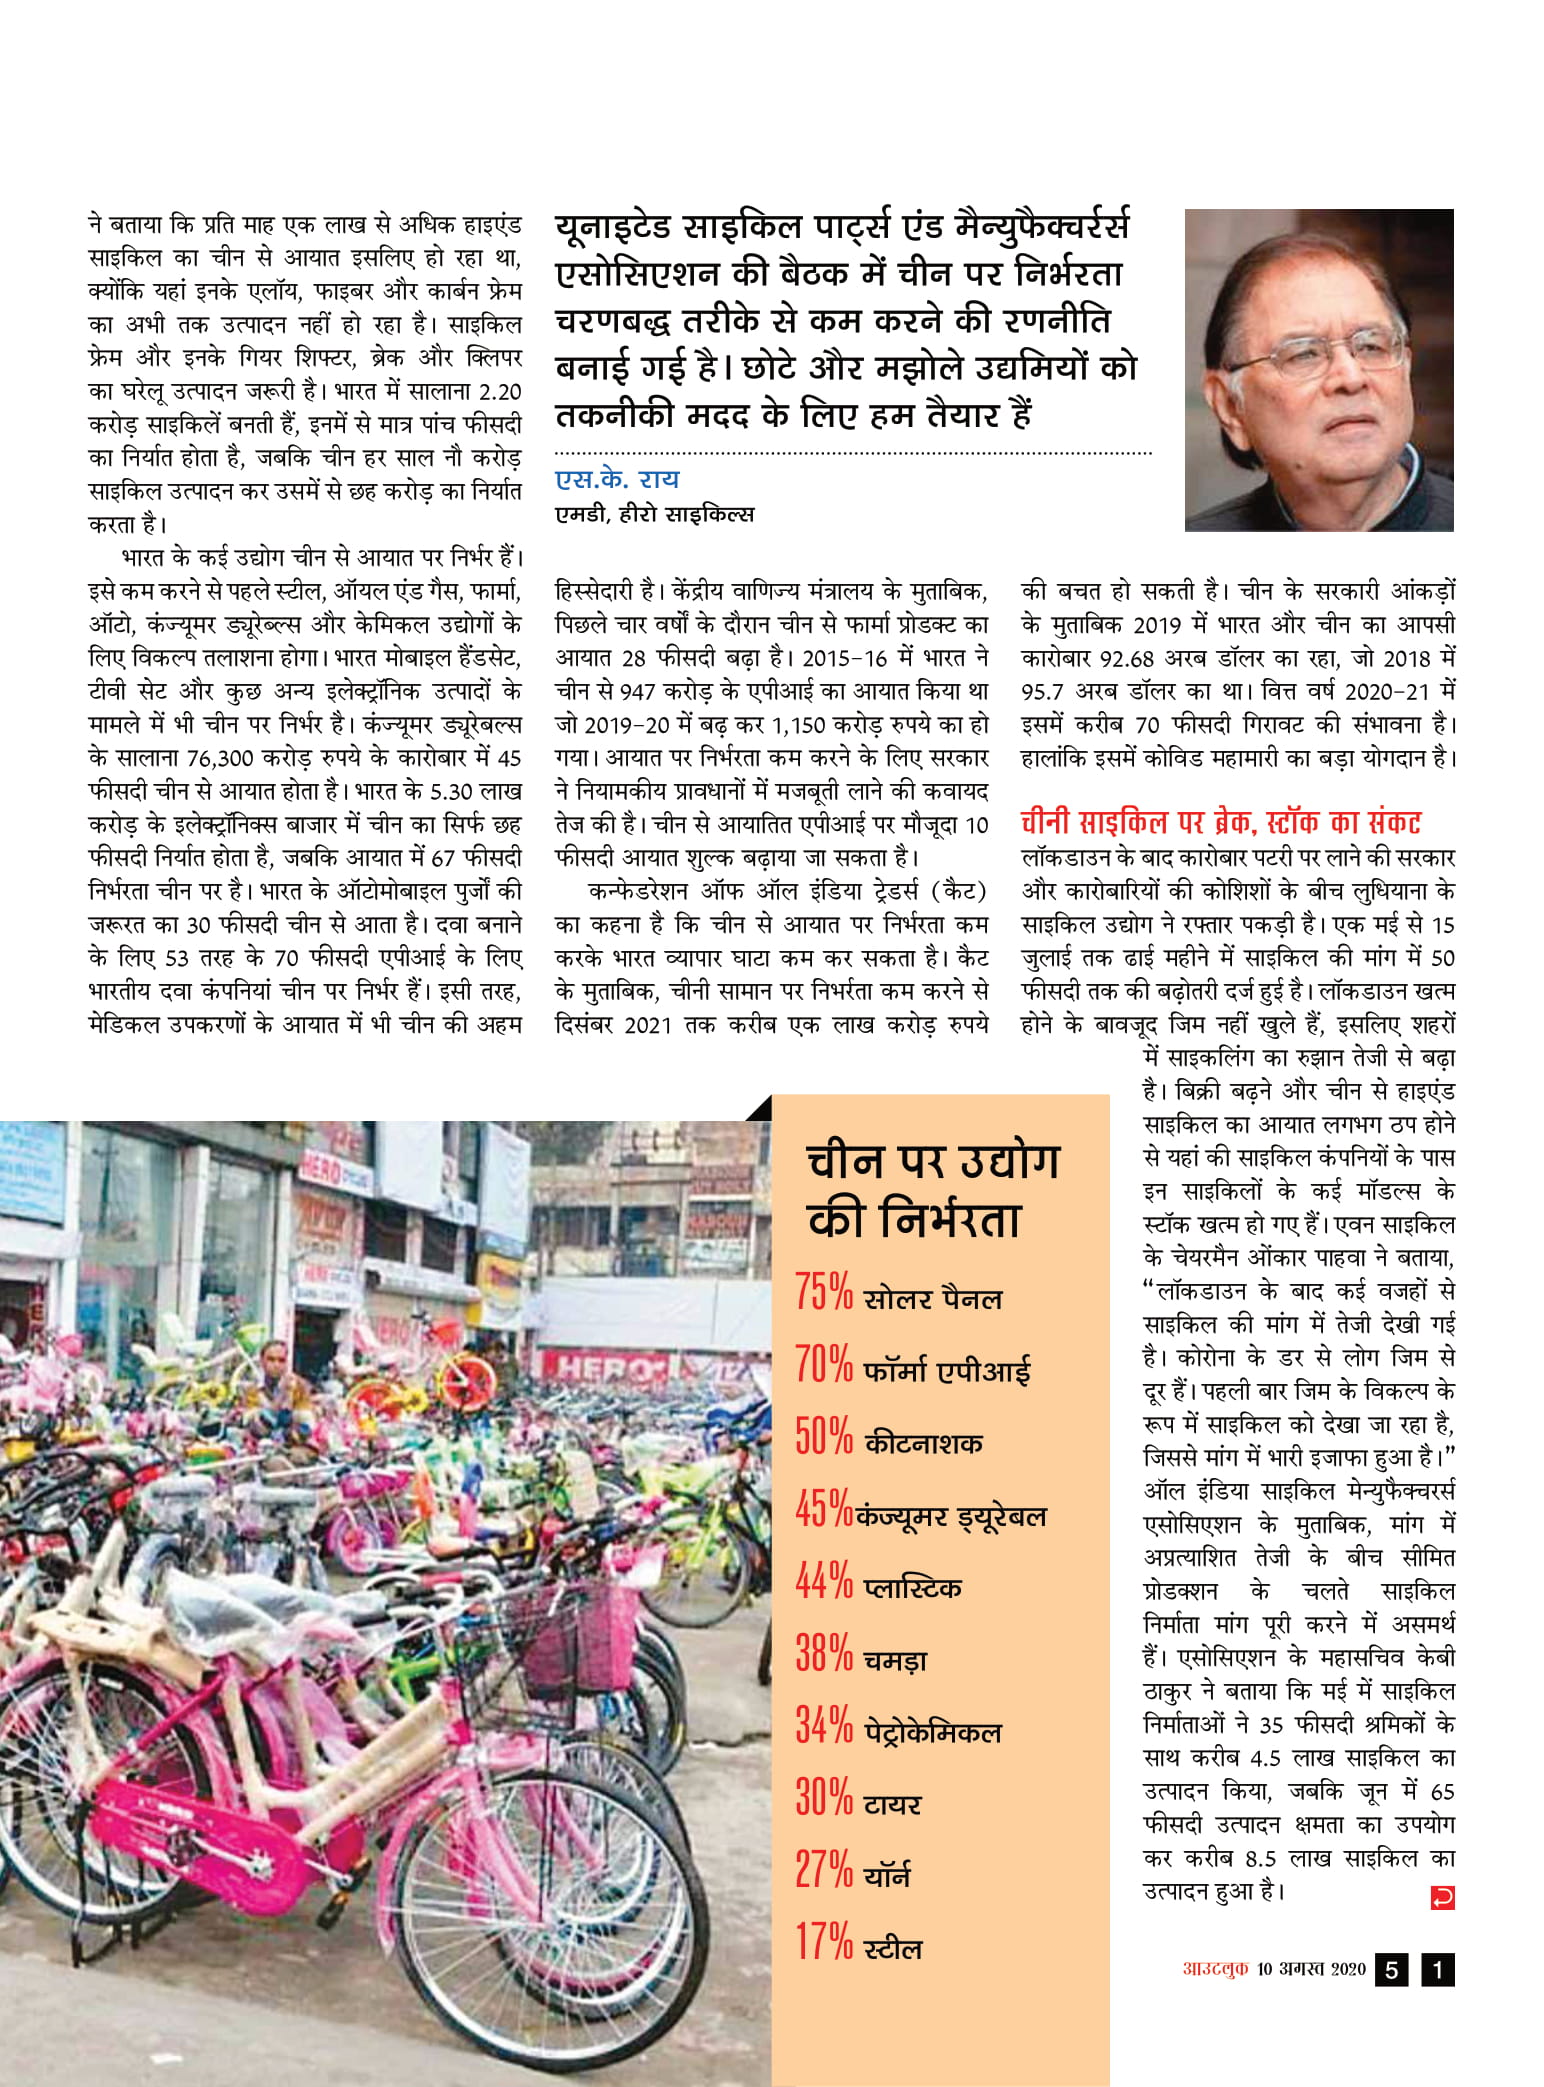 ने बताया कि प्रति माह एक लाख से अधिक हाइएंड
साइकिल का चीन से आयात इसलिए हो रहा था,
क्योंकि यहां इनके एलॉय, फाइबर और कार्बन फ्रेम
का अभी तक उत्पादन नहीं हो रहा है। साइकिल
फ्रेम और इनके गियर शिफ्टर, ब्रेक और क्लिपर
का घरेलू उत्पादन जरूरी है। भारत में सालाना 2.20
करोड़ साइकिलें बनती हैं, इनमें से मात्र पांच फीसदी
का निर्यात होता है, जबकि चीन हर साल नौ करोड़
साइकिल उत्पादन कर उसमें से छह करोड़ का निर्यात
करता है।
भारत के कई उद्योग चीन से आयात पर निर्भर हैं।
इसे कम करने से पहले स्टील, ऑयल एंड गैस, फार्मा,
ऑटो, कंज्यूमर ड्यूरेब्ल्स और केमिकल उद्योगों के
लिए विकल्प तलाशना होगा। भारत मोबाइल हैंडसेट,
टीवी सेट और कुछ अन्य इलेक्ट्रॉनिक उत्पादों के
मामले में भी चीन पर निर्भर है। कंज्यूमर ड्यूरेबल्स
के सालाना 76,300 करोड़ रुपये के कारोबार में 45
फीसदी चीन से आयात होता है। भारत के 5.30 लाख
करोड़ के इलेक्ट्रॉनिक्स बाजार में चीन का सिर्फ छह
फीसदी निर्यात होता है, जबकि आयात में 67 फीसदी
निर्भरता चीन पर है। भारत के ऑटोमोबाइल पुर्जों की
जरूरत का 30 फीसदी चीन से आता है। दवा बनाने
के लिए 53 तरह के 70 फीसदी एपीआई के लिए
भारतीय दवा कंपनियां चीन पर निर्भर हैं। इसी तरह,
मेडिकल उपकरणों के आयात में भी चीन की अहम
यूनाइटेड साइकिल पार्ट्स एंड मैन्युफैक्चर्रर्स
एसोसिएशन की बैठक में चीन पर निर्भरता
चरणबद्ध तरीके से कम करने की रणनीति
बनाई गई है। छोटे और मझोले उद्यमियों को
तकनीकी मदद के लिए हम तैयार हैं
एस.के. राय
एमडी, हीरो साइकिल्स
हिस्सेदारी है। केंद्रीय वाणिज्य मंत्रालय के मुताबिक,
पिछले चार वर्षों के दौरान चीन से फार्मा प्रोडक्ट का
आयात 28 फीसदी बढ़ा है। 2015-16 में भारत ने
चीन से 947 करोड़ के एपीआई का आयात किया था
जो 2019-20 में बढ़ कर 1,150 करोड़ रुपये का हो
गया। आयात पर निर्भरता कम करने के लिए सरकार
ने नियामकीय प्रावधानों में मजबूती लाने की कवायद
तेज की है। चीन से आयातित एपीआई पर मौजूदा 10
फीसदी आयात शुल्क बढ़ाया जा सकता है।
कन्फेडरेशन ऑफ ऑल इंडिया ट्रेडर्स (कैट)
का कहना है कि चीन से आयात पर निर्भरता कम
करके भारत व्यापार घाटा कम कर सकता है। कैट
के मुताबिक, चीनी सामान पर निभर्रता कम करने से
दिसंबर 2021 तक करीब एक लाख करोड़ रुपये
की बचत हो सकती है। चीन के सरकारी आंकड़ों
के मुताबिक 2019 में भारत और चीन का आपसी
कारोबार 92.68 अरब डॉलर का रहा, जो 2018 में
95.7 अरब डॉलर का था। वित्त वर्ष 2020-21 में
इसमें करीब 70 फीसदी गिरावट की संभावना है।
हालांकि इसमें कोविड महामारी का बड़ा योगदान है।
चीनी साइकिल पर ब्रेक, स्टॉक का संकट
लॉकडाउन के बाद कारोबार पटरी पर लाने की सरकार
और कारोबारियों की कोशिशों के बीच लुधियाना के
साइकिल उद्योग ने रफ्तार पकड़ी है। एक मई से 15
जुलाई तक ढाई महीने में साइकिल की मांग में 50
फीसदी तक की बढ़ोतरी दर्ज हुई है। लॉकडाउन खत्म
होने के बावजूद जिम नहीं खुले हैं, इसलिए शहरों
में साइकलिंग का रुझान तेजी से बढ़ा
है। बिक्री बढ़ने और चीन से हाइएंड
साइकिल का आयात लगभग ठप होने
से यहां की साइकिल कंपनियों के पास
इन साइकिलों के कई मॉडल्स के
स्टॉक खत्म हो गए हैं। एवन साइकिल
के चेयरमैन ओंकार पाहवा ने बताया,
“लॉकडाउन के बाद कई वजहों से
साइकिल की मांग में तेजी देखी गई
है। कोरोना के डर से लोग जिम से
दूर हैं। पहली बार जिम के विकल्प के
रूप में साइकिल को देखा जा रहा है,
जिससे मांग में भारी इजाफा हुआ है।”
ऑल इंडिया साइकिल मेन्युफैक्चरर्स
एसोसिएशन के मुताबिक, मांग में
अप्रत्याशित तेजी के बीच सीमित
प्रोडक्शन के चलते साइकिल
निर्माता मांग पूरी करने में असमर्थ
हैं। एसोसिएशन के महासचिव केबी
ठाकुर ने बताया कि मई में साइकिल
निर्माताओं ने 35 फीसदी श्रमिकों के
साथ करीब 4.5 लाख साइकिल का
उत्पादन किया, जबकि जून में 65
फीसदी उत्पादन क्षमता का उपयोग
कर करीब 8.5 लाख साइकिल का
उत्पादन हुआ है।
चीन पर उद्योग
की निर्भरता
75% सोलर पैनल
70% फॉर्मा एपीआई
50% कीटनाशक
45% कंज्यूमर ड्यूरेबल
44% प्लास्टिक
38% चमड़ा
34% पेट्रोकेमिकल
30% टायर
27% यॉर्न
17% स्टील
HERO
HERO
HERO
आउटलुक 10 अगस्त 2020 5 1